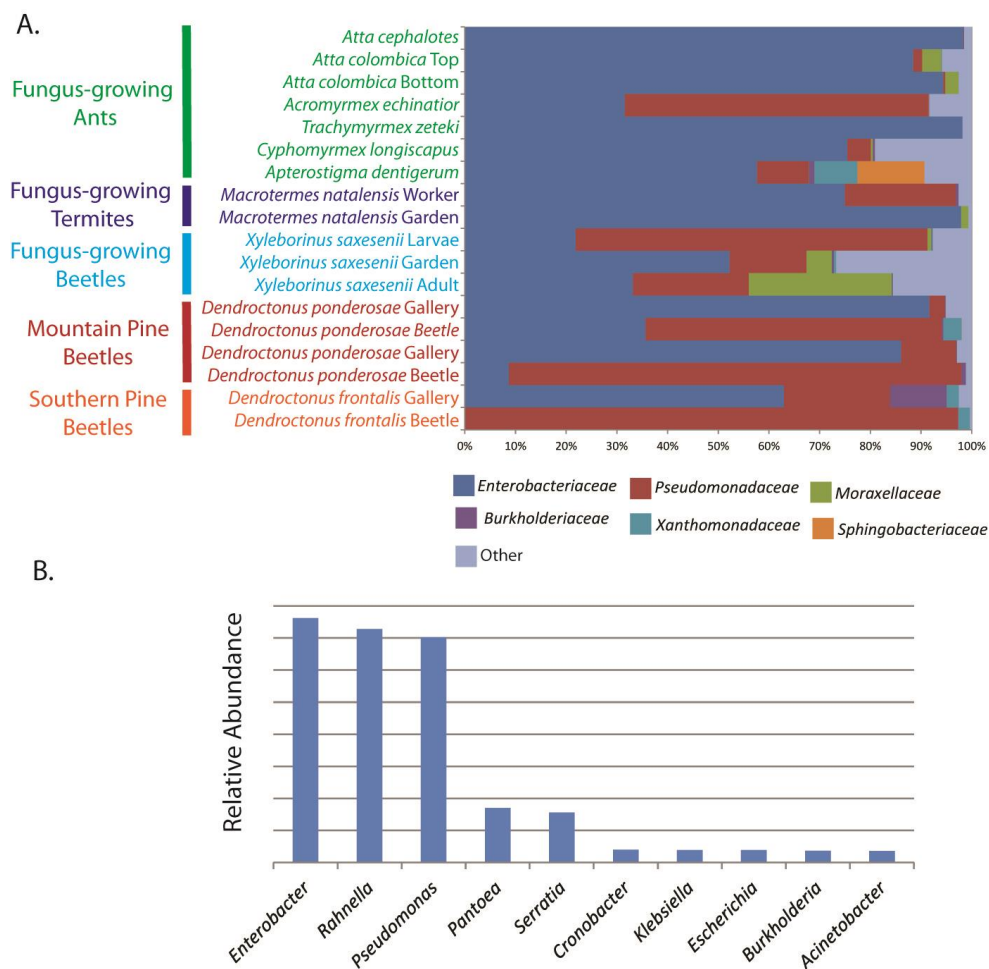 A.
Fungus-growing
Ants
Fungus-growing
Termites
Fungus-growing
Beetles
Mountain Pine
Beetles
Southern Pine
Beetles
Atta cephalotes
Atta colombica Top
Atta colombica Bottom
Acromyrmex echinatior
Trachymyrmex zeteki
Cyphomyrmex longiscapus
Apterostigma dentigerum
Macrotermes natalensis Worker
Macrotermes natalensis Garden
Xyleborinus saxesenii Larvae
Xyleborinus saxesenii Garden
Xyleborinus saxesenii Adult
Dendroctonus ponderosae Gallery
Dendroctonus ponderosae Beetle
Dendroctonus ponderosae Gallery
Dendroctonus ponderosae Beetle
Dendroctonus frontalis Gallery
Dendroctonus frontalis Beetle
0% 10% 20% 30% 40% 50% 60% 70% 80% 90% 100%
Enterobacteriaceae Pseudomonadaceae Moraxellaceae
Burkholderiaceae Xanthomonadaceae Sphingobacteriaceae
Other
B.
Relative Abundance
Enterobacter
Rahnella
Pseudomonas
Pantoea
Serratia
Cronobacter
Klebsiella
Escherichia
Burkholderia
Acinetobacter